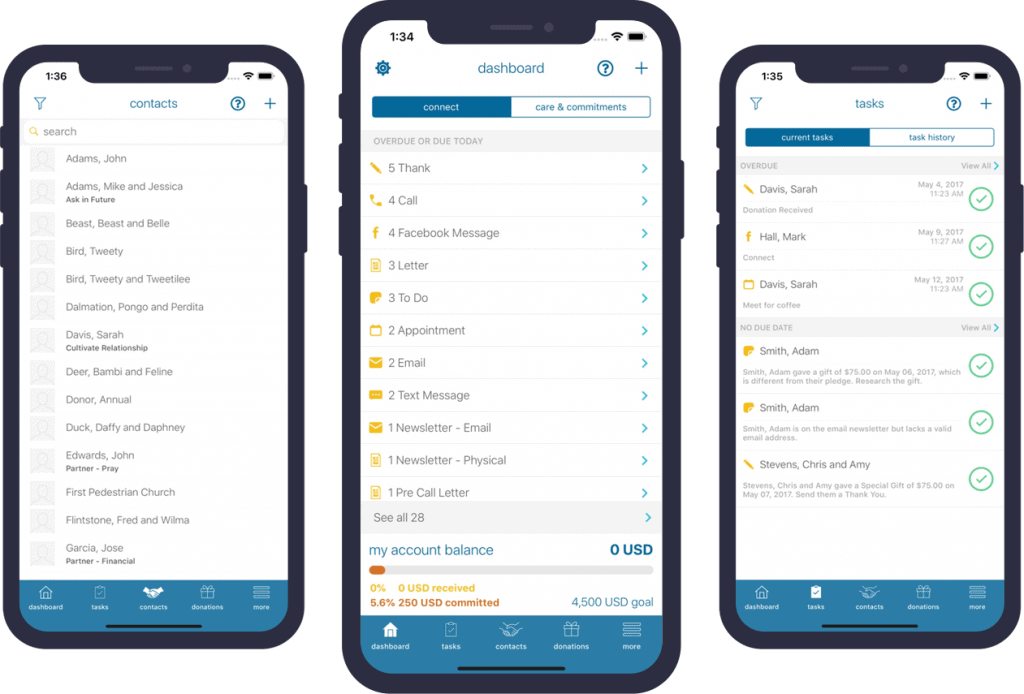 1:36
contacts
?
+
search
Adams, John
Adams, Mike and Jessica
Ask in Future
Beast, Beast and Belle
Bird, Tweety
Bird, Tweety and Tweetilee
Dalmation, Pongo and Perdita
Davis, Sarah
Cultivate Relationship
Deer, Bambi and Feline
Donor, Annual
Duck, Daffy and Daphney
Edwards, John
Partner - Pray
First Pedestrian Church
Flintstone, Fred and Wilma
Garcia, Jose
Partner - Financial
dashboard tasks contacts donations more
1:34
dashboard
?
+
connect care & commitments
OVERDUE OR DUE TODAY
5 Thank
4 Call
4 Facebook Message
3 Letter
3 To Do
2 Appointment
2 Email
2 Text Message
1 Newsletter - Email
1 Newsletter - Physical
1 Pre Call Letter
See all 28
my account balance 0 USD
0% 0 USD received
5.6% 250 USD committed 4,500 USD goal
dashboard tasks contacts donations more
1:35
tasks
?
+
current tasks task history
OVERDUE View All
Davis, Sarah May 4, 2017
11:23 AM
Donation Received
Hall, Mark May 9, 2017
11:27 AM
Connect
Davis, Sarah May 12, 2017
11:23 AM
Meet for coffee
NO DUE DATE View All
Smith, Adam
Smith, Adam gave a gift of $75.00 on May 06, 2017, which
is different from their pledge. Research the gift.
Smith, Adam
Smith, Adam is on the email newsletter but lacks a valid
email address.
Stevens, Chris and Amy
Stevens, Chris and Amy gave a Special Gift of $75.00 on
May 07, 2017. Send them a Thank You.
dashboard tasks contacts donations more